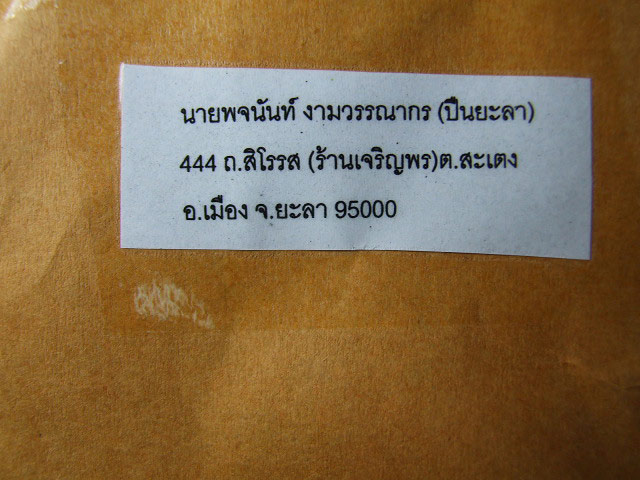 นายพจนันท์ งามวรรณากร (ปืนยะลา)
444 ถ.สิโรรส (ร้านเจริญพร)ต.สะเตง
อ.เมือง จ.ยะลา 95000